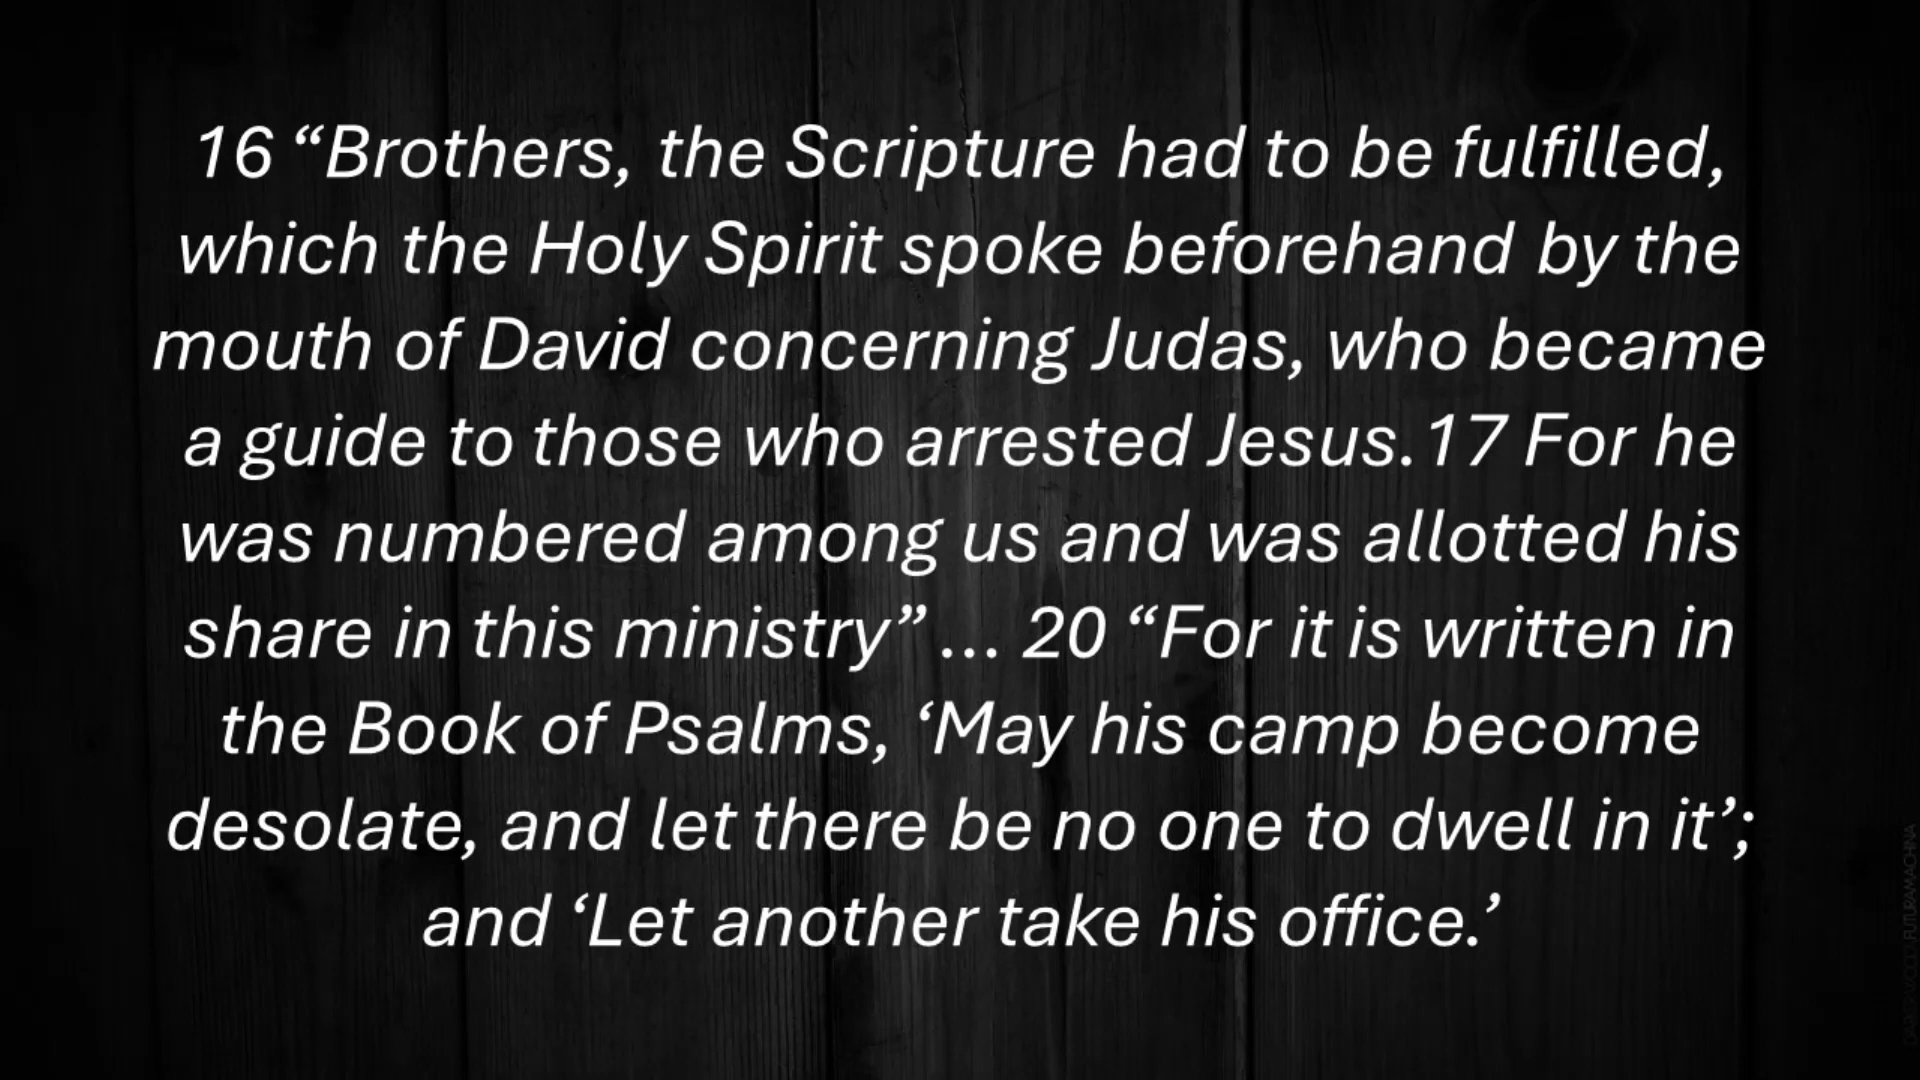 16 “Brothers, the Scripture had to be fulfilled,
which the Holy Spirit spoke beforehand by the
mouth of David concerning Judas, who became
a guide to those who arrested Jesus.17 For he
was numbered among us and was allotted his
share in this ministry” … 20 “For it is written in
the Book of Psalms, ‘May his camp become
desolate, and let there be no one to dwell in it’;
and ‘Let another take his office.’
FUTURAMACHINA